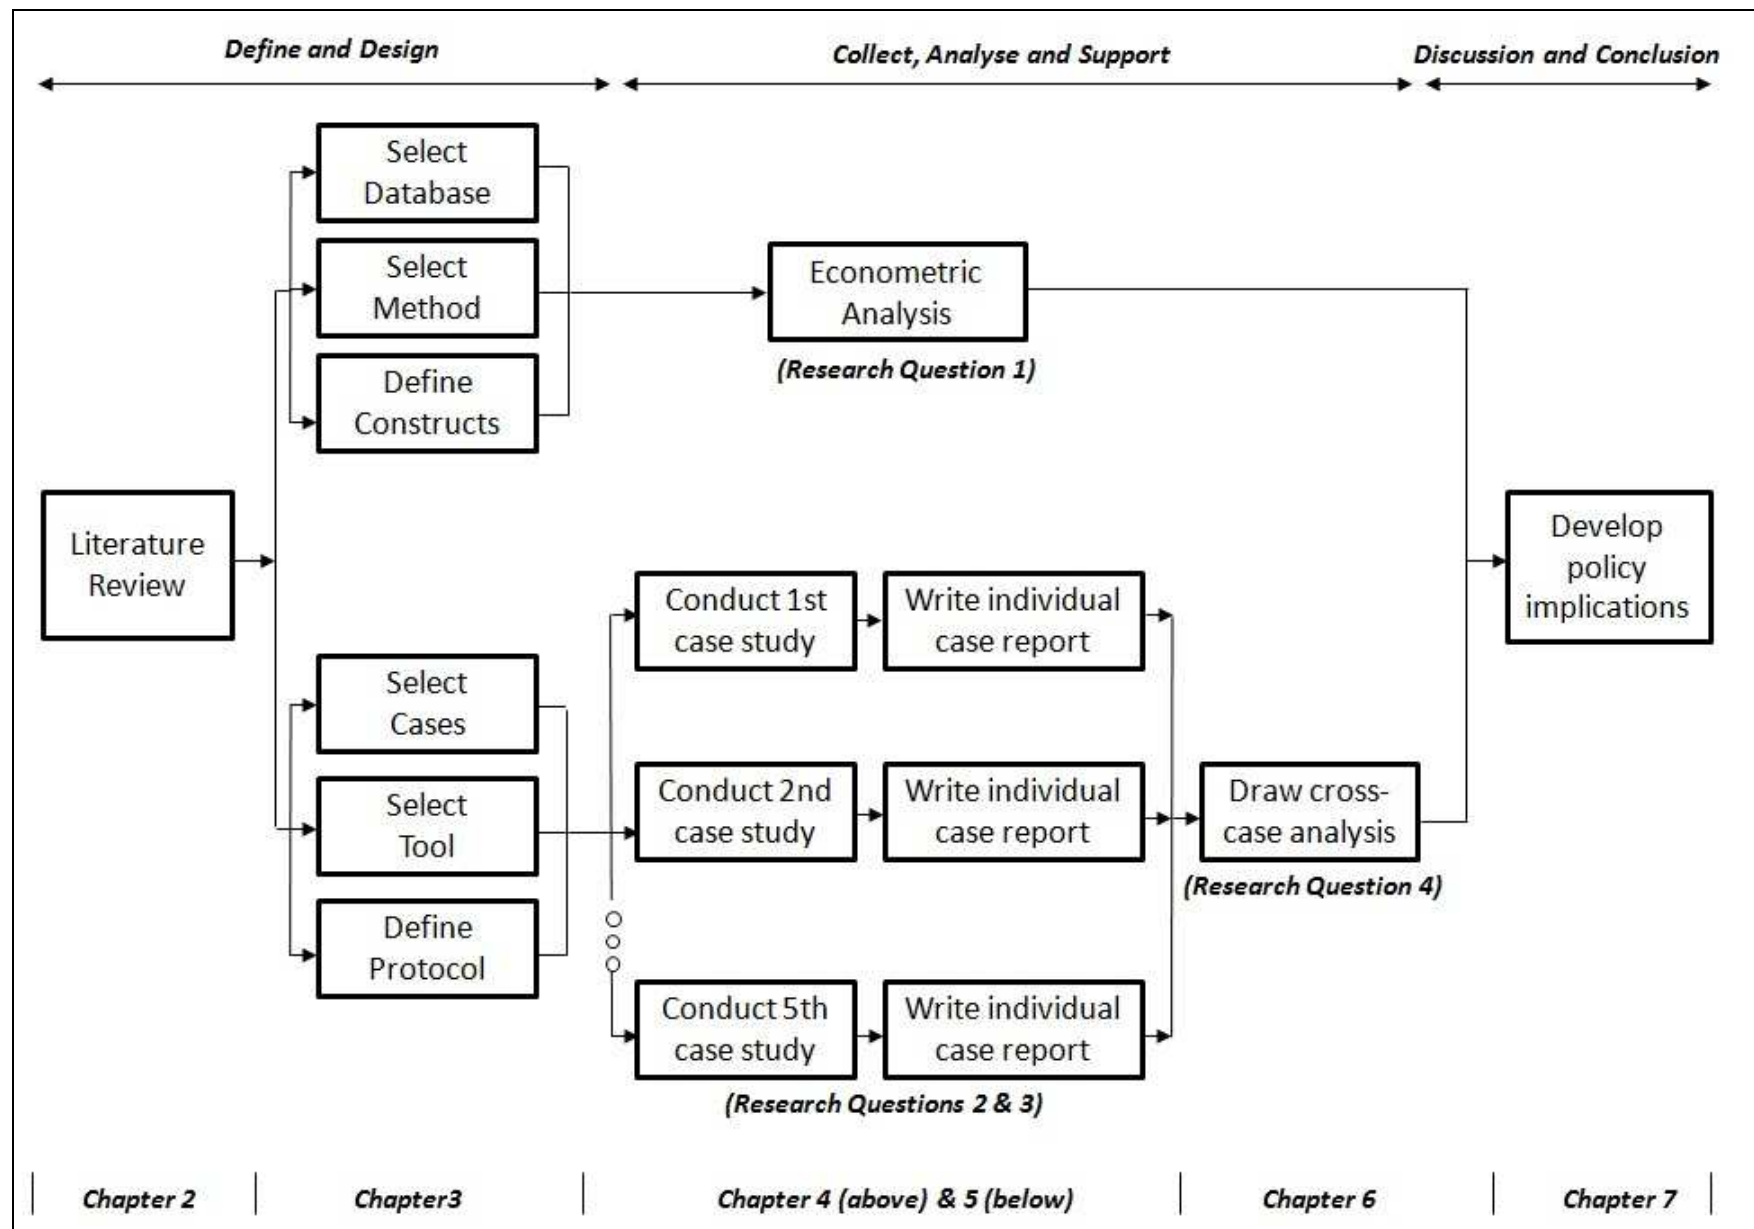 Define and Design
Collect, Analyse and Support
Discussion and Conclusion
Select
Database
Select
Method
Define
Constructs
Econometric
Analysis
(Research Question 1)
Literature
Review
Develop
policy
implications
Conduct 1st
case study
Write individual
case report
Select
Cases
Select
Tool
Define
Protocol
Conduct 2nd
case study
Write individual
case report
Draw cross-
case analysis
(Research Question 4)
Conduct 5th
case study
Write individual
case report
(Research Questions 2 & 3)
Chapter 2
Chapter3
Chapter 4 (above) & 5 (below)
Chapter 6
Chapter 7